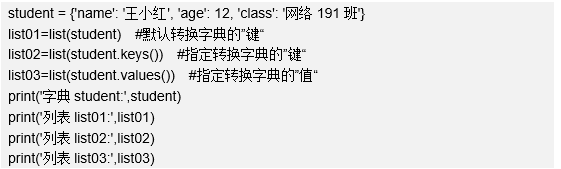 student = {'name': '王小红', 'age': 12, 'class': '网络 191 班'}
list01=list(student)    #默认转换字典的”键“
list02=list(student.keys())    #指定转换字典的”键“
list03=list(student.values())    #指定转换字典的”值“
print('字典 student:',student)
print('列表 list01:',list01)
print('列表 list02:',list02)
print('列表 list03:',list03)